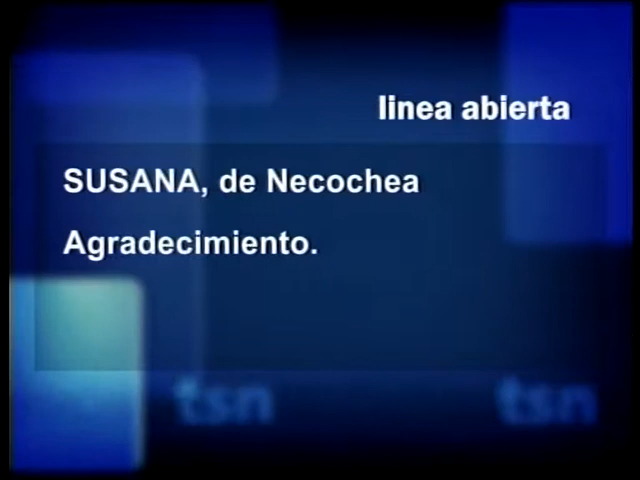 linea abierta
SUSANA, de Necochea
Agradecimiento.
tsn tsn